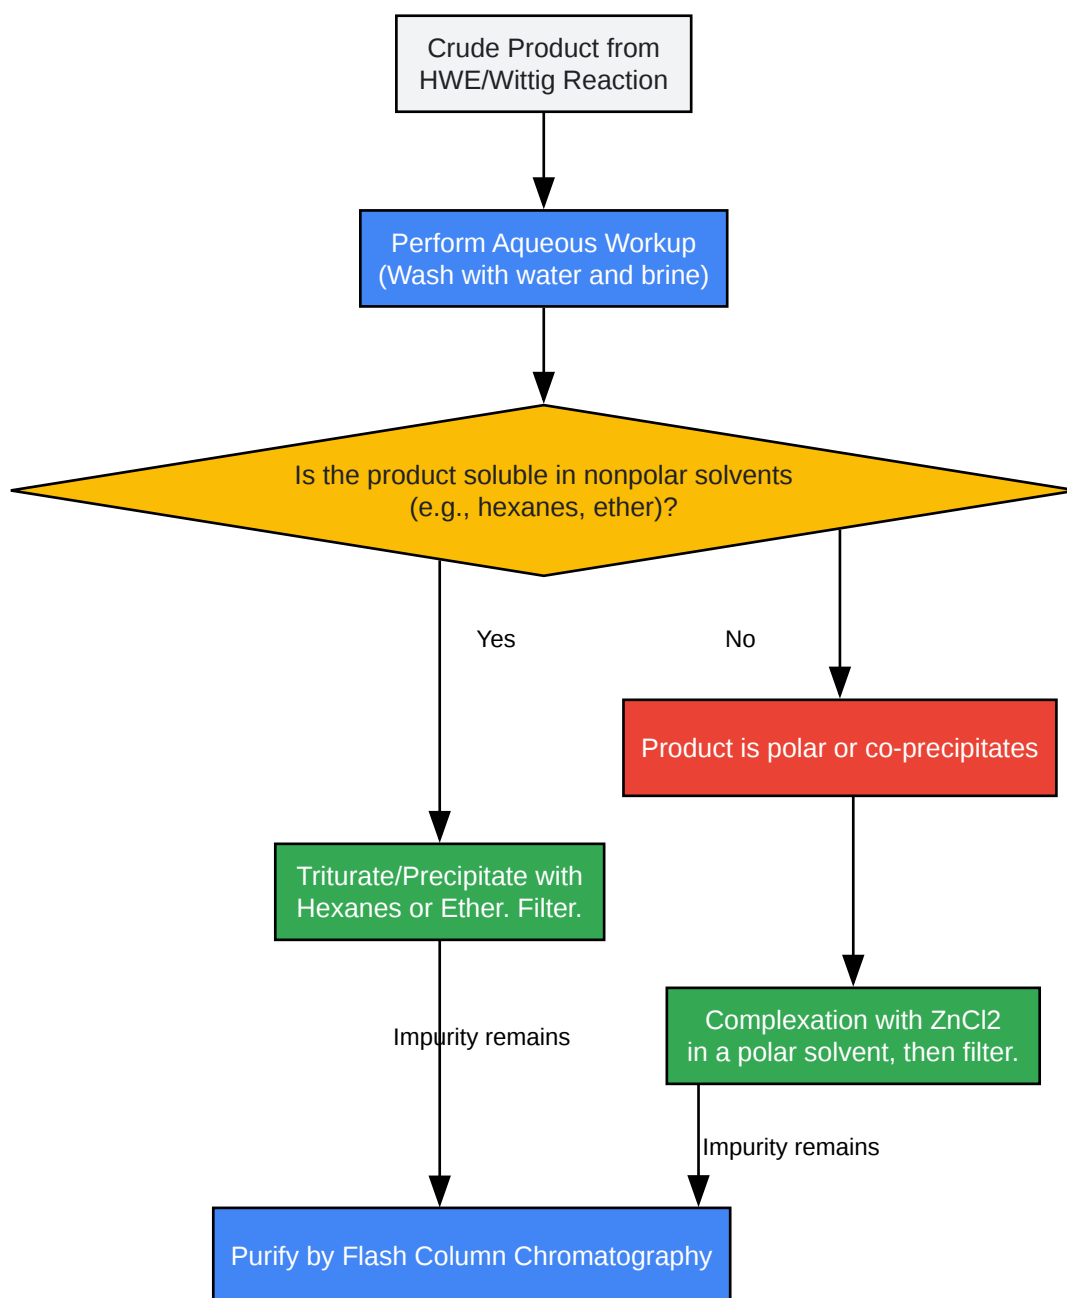 Crude Product from
HWE/Wittig Reaction
Perform Aqueous Workup
(Wash with water and brine)
Is the product soluble in nonpolar solvents
(e.g., hexanes, ether)?
Yes
No
Product is polar or co-precipitates
Triturate/Precipitate with
Hexanes or Ether. Filter.
Complexation with ZnCl2
in a polar solvent, then filter.
Impurity remains
Impurity remains
Purify by Flash Column Chromatography